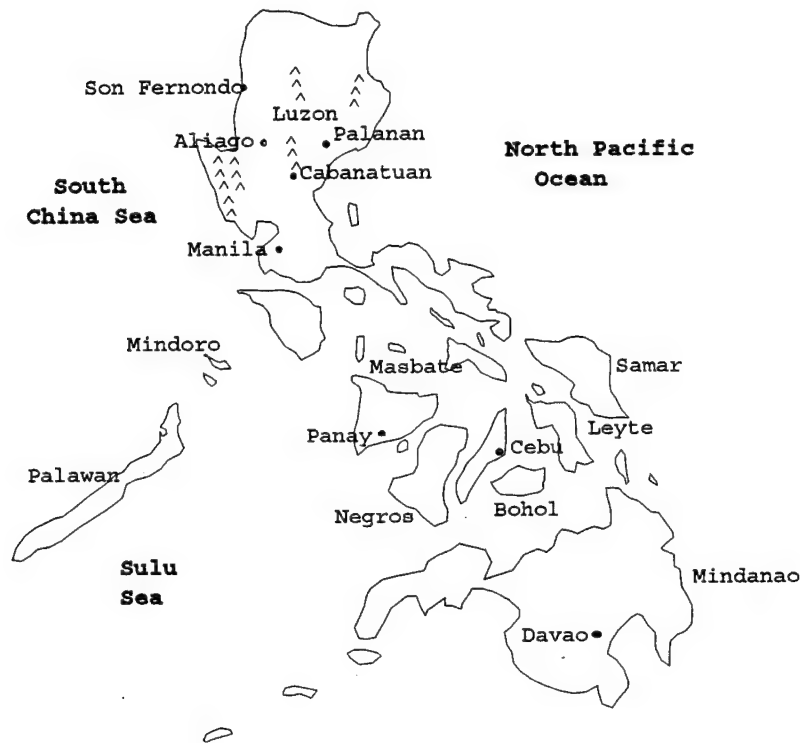 Son Fernondo
Luzon
Aliago
Palanan
North Pacific
Ocean
Cabanatuan
South
China Sea
Manila
Mindoro
Masbate
Samar
Panay
Leyte
Cebu
Palawan
Negros
Bohol
Sulu
Sea
Mindanao
Davao